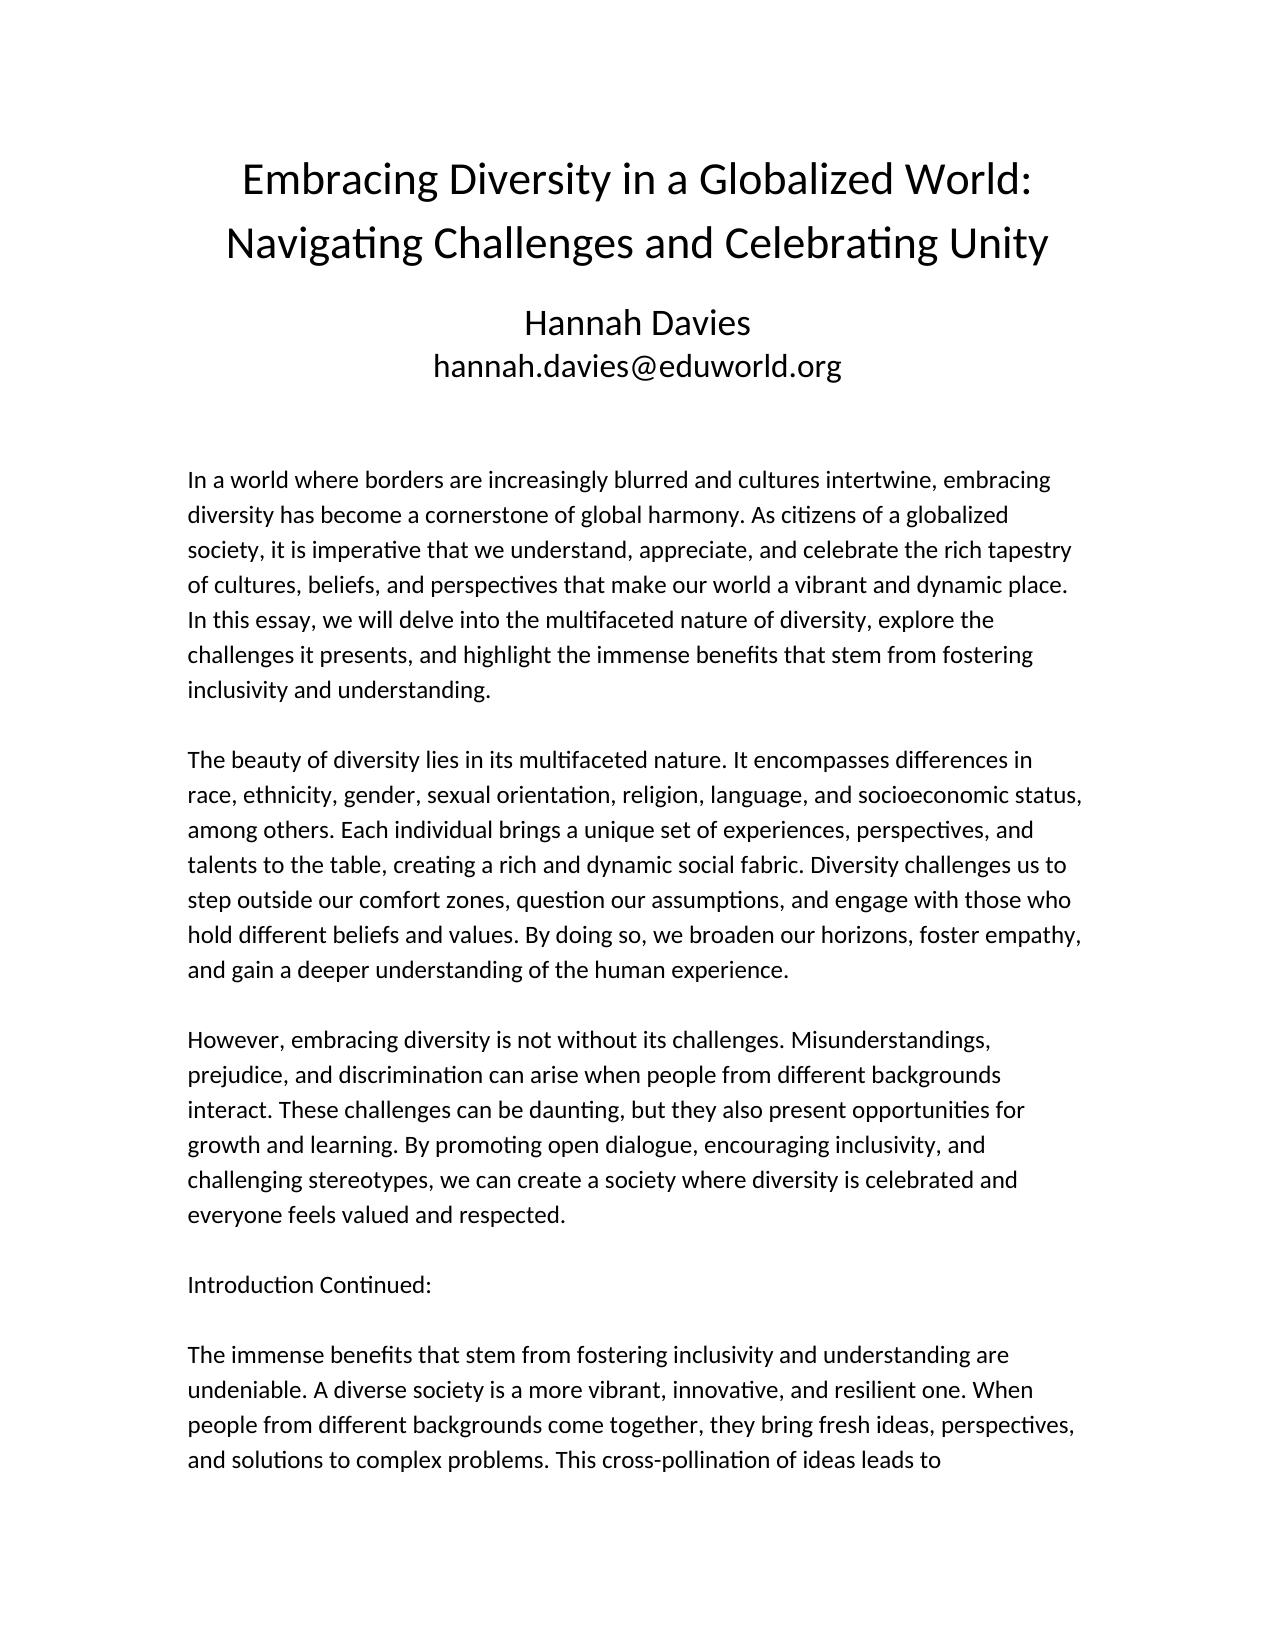 Embracing Diversity in a Globalized World:
Navigating Challenges and Celebrating Unity
Hannah Davies
hannah.davies@eduworld.org
In a world where borders are increasingly blurred and cultures intertwine, embracing
diversity has become a cornerstone of global harmony. As citizens of a globalized
society, it is imperative that we understand, appreciate, and celebrate the rich tapestry
of cultures, beliefs, and perspectives that make our world a vibrant and dynamic place.
In this essay, we will delve into the multifaceted nature of diversity, explore the
challenges it presents, and highlight the immense benefits that stem from fostering
inclusivity and understanding.
The beauty of diversity lies in its multifaceted nature. It encompasses differences in
race, ethnicity, gender, sexual orientation, religion, language, and socioeconomic status,
among others. Each individual brings a unique set of experiences, perspectives, and
talents to the table, creating a rich and dynamic social fabric. Diversity challenges us to
step outside our comfort zones, question our assumptions, and engage with those who
hold different beliefs and values. By doing so, we broaden our horizons, foster empathy,
and gain a deeper understanding of the human experience.
However, embracing diversity is not without its challenges. Misunderstandings,
prejudice, and discrimination can arise when people from different backgrounds
interact. These challenges can be daunting, but they also present opportunities for
growth and learning. By promoting open dialogue, encouraging inclusivity, and
challenging stereotypes, we can create a society where diversity is celebrated and
everyone feels valued and respected.
Introduction Continued:
The immense benefits that stem from fostering inclusivity and understanding are
undeniable. A diverse society is a more vibrant, innovative, and resilient one. When
people from different backgrounds come together, they bring fresh ideas, perspectives,
and solutions to complex problems. This cross-pollination of ideas leads to